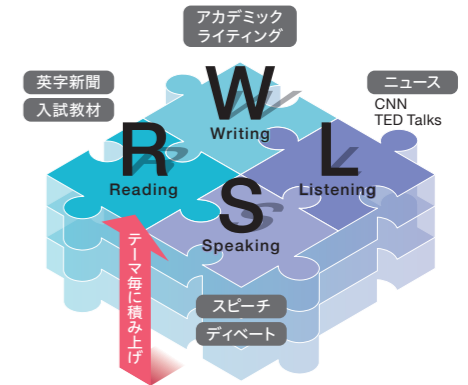 アカデミック
ライティング
英字新聞
入試教材
ニュース
CNN
TED Talks
W
Writing
R
Reading
L
Listening
S
Speaking
テーマ毎に積み上げ
スピーチ
ディベート